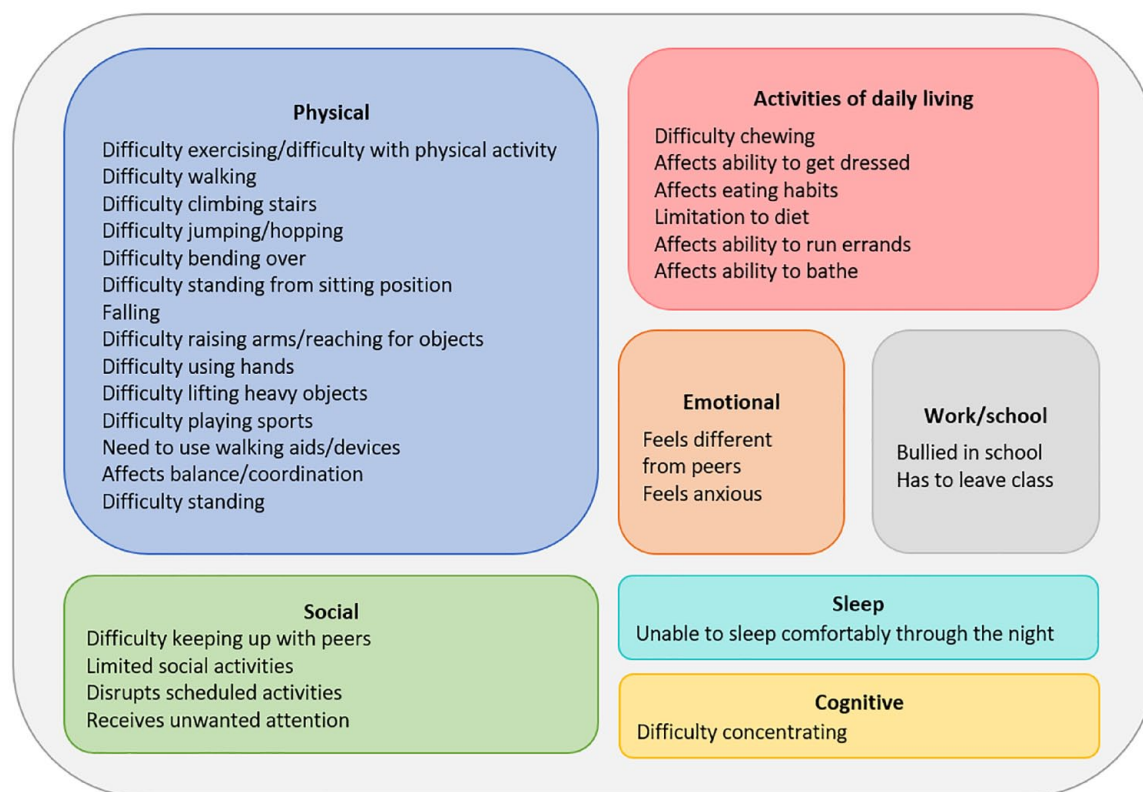 Physical
Difficulty exercising/difficulty with physical activity
Difficulty walking
Difficulty climbing stairs
Difficulty jumping/hopping
Difficulty bending over
Difficulty standing from sitting position
Falling
Difficulty raising arms/reaching for objects
Difficulty using hands
Difficulty lifting heavy objects
Difficulty playing sports
Need to use walking aids/devices
Affects balance/coordination
Difficulty standing
Activities of daily living
Difficulty chewing
Affects ability to get dressed
Affects eating habits
Limitation to diet
Affects ability to run errands
Affects ability to bathe
Emotional
Feels different
from peers
Feels anxious
Work/school
Bullied in school
Has to leave class
Social
Difficulty keeping up with peers
Limited social activities
Disrupts scheduled activities
Receives unwanted attention
Sleep
Unable to sleep comfortably through the night
Cognitive
Difficulty concentrating